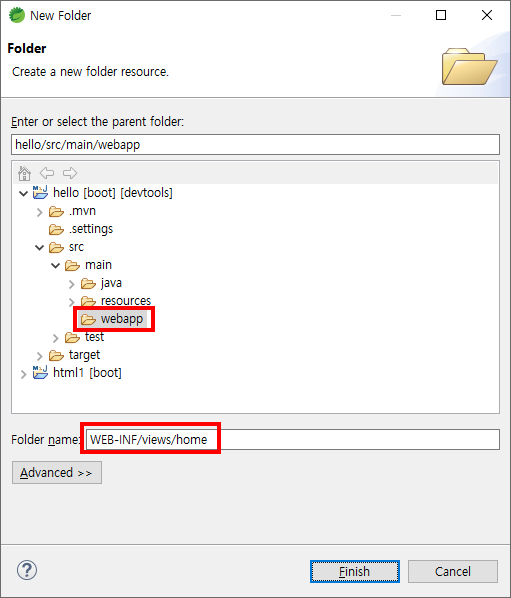 New Folder
Folder
Create a new folder resource.
Enter or select the parent folder:
hello/src/main/webapp
hello [boot] [devtools]
.mvn
.settings
src
main
java
resources
webapp
test
target
html1 [boot]
Folder name: WEB-INF/views/home
Advanced >>
? Finish Cancel